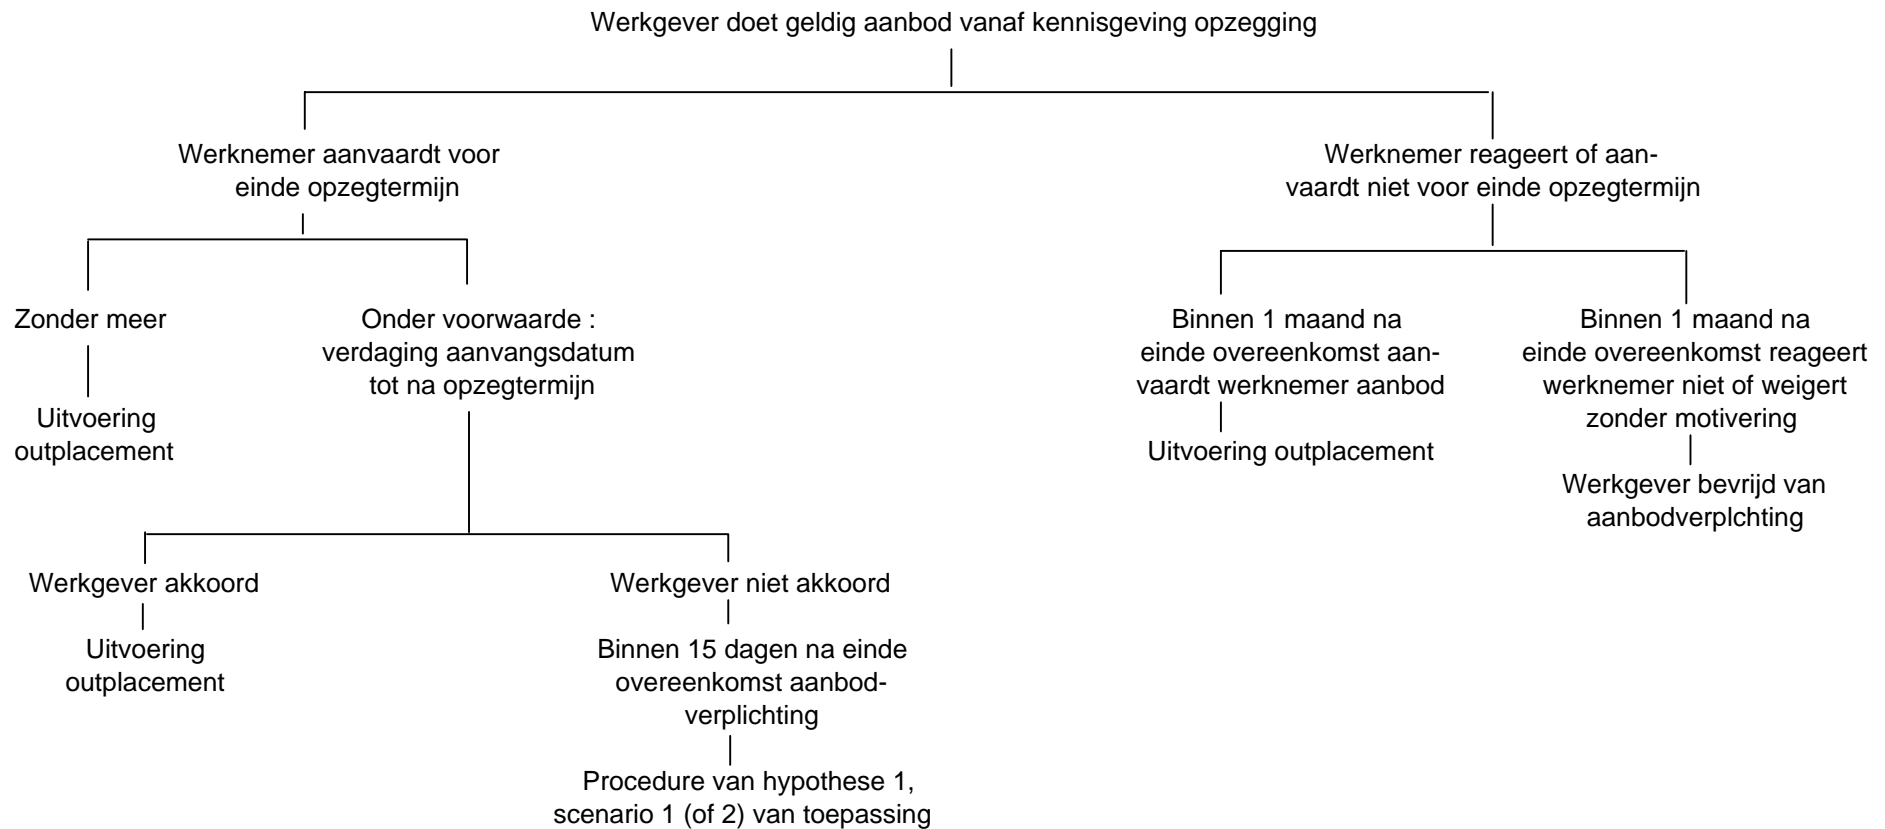 Werkgever doet geldig aanbod vanaf kennisgeving opzegging
Werknemer aanvaardt voor
einde opzegtermijn
Werknemer reageert of aan-
vaardt niet voor einde opzegtermijn
Zonder meer
Uitvoering
outplacement
Onder voorwaarde :
verdaging aanvangsdatum
tot na opzegtermijn
Binnen 1 maand na
einde overeenkomst aan-
vaardt werknemer aanbod
Uitvoering outplacement
Binnen 1 maand na
einde overeenkomst reageert
werknemer niet of weigert
zonder motivering
Werkgever bevrijd van
aanbodverplchting
Werkgever akkoord
Uitvoering
outplacement
Werkgever niet akkoord
Binnen 15 dagen na einde
overeenkomst aanbod-
verplichting
Procedure van hypothese 1,
scenario 1 (of 2) van toepassing